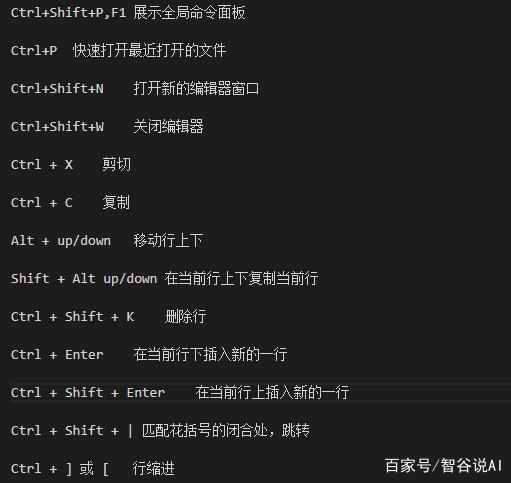 Ctrl+Shift+P,F1 展示全局命令面板
Ctrl+P 快速打开最近打开的文件
Ctrl+Shift+N 打开新的编辑器窗口
Ctrl+Shift+W 关闭编辑器
Ctrl + X 剪切
Ctrl + C 复制
Alt + up/down 移动行上下
Shift + Alt up/down 在当前行上下复制当前行
Ctrl + Shift + K 删除行
Ctrl + Enter 在当前行下插入新的一行
Ctrl + Shift + Enter 在当前行上插入新的一行
Ctrl + Shift + | 匹配花括号的闭合处，跳转
Ctrl + ] 或 [ 行缩进
百家号/智谷说AI